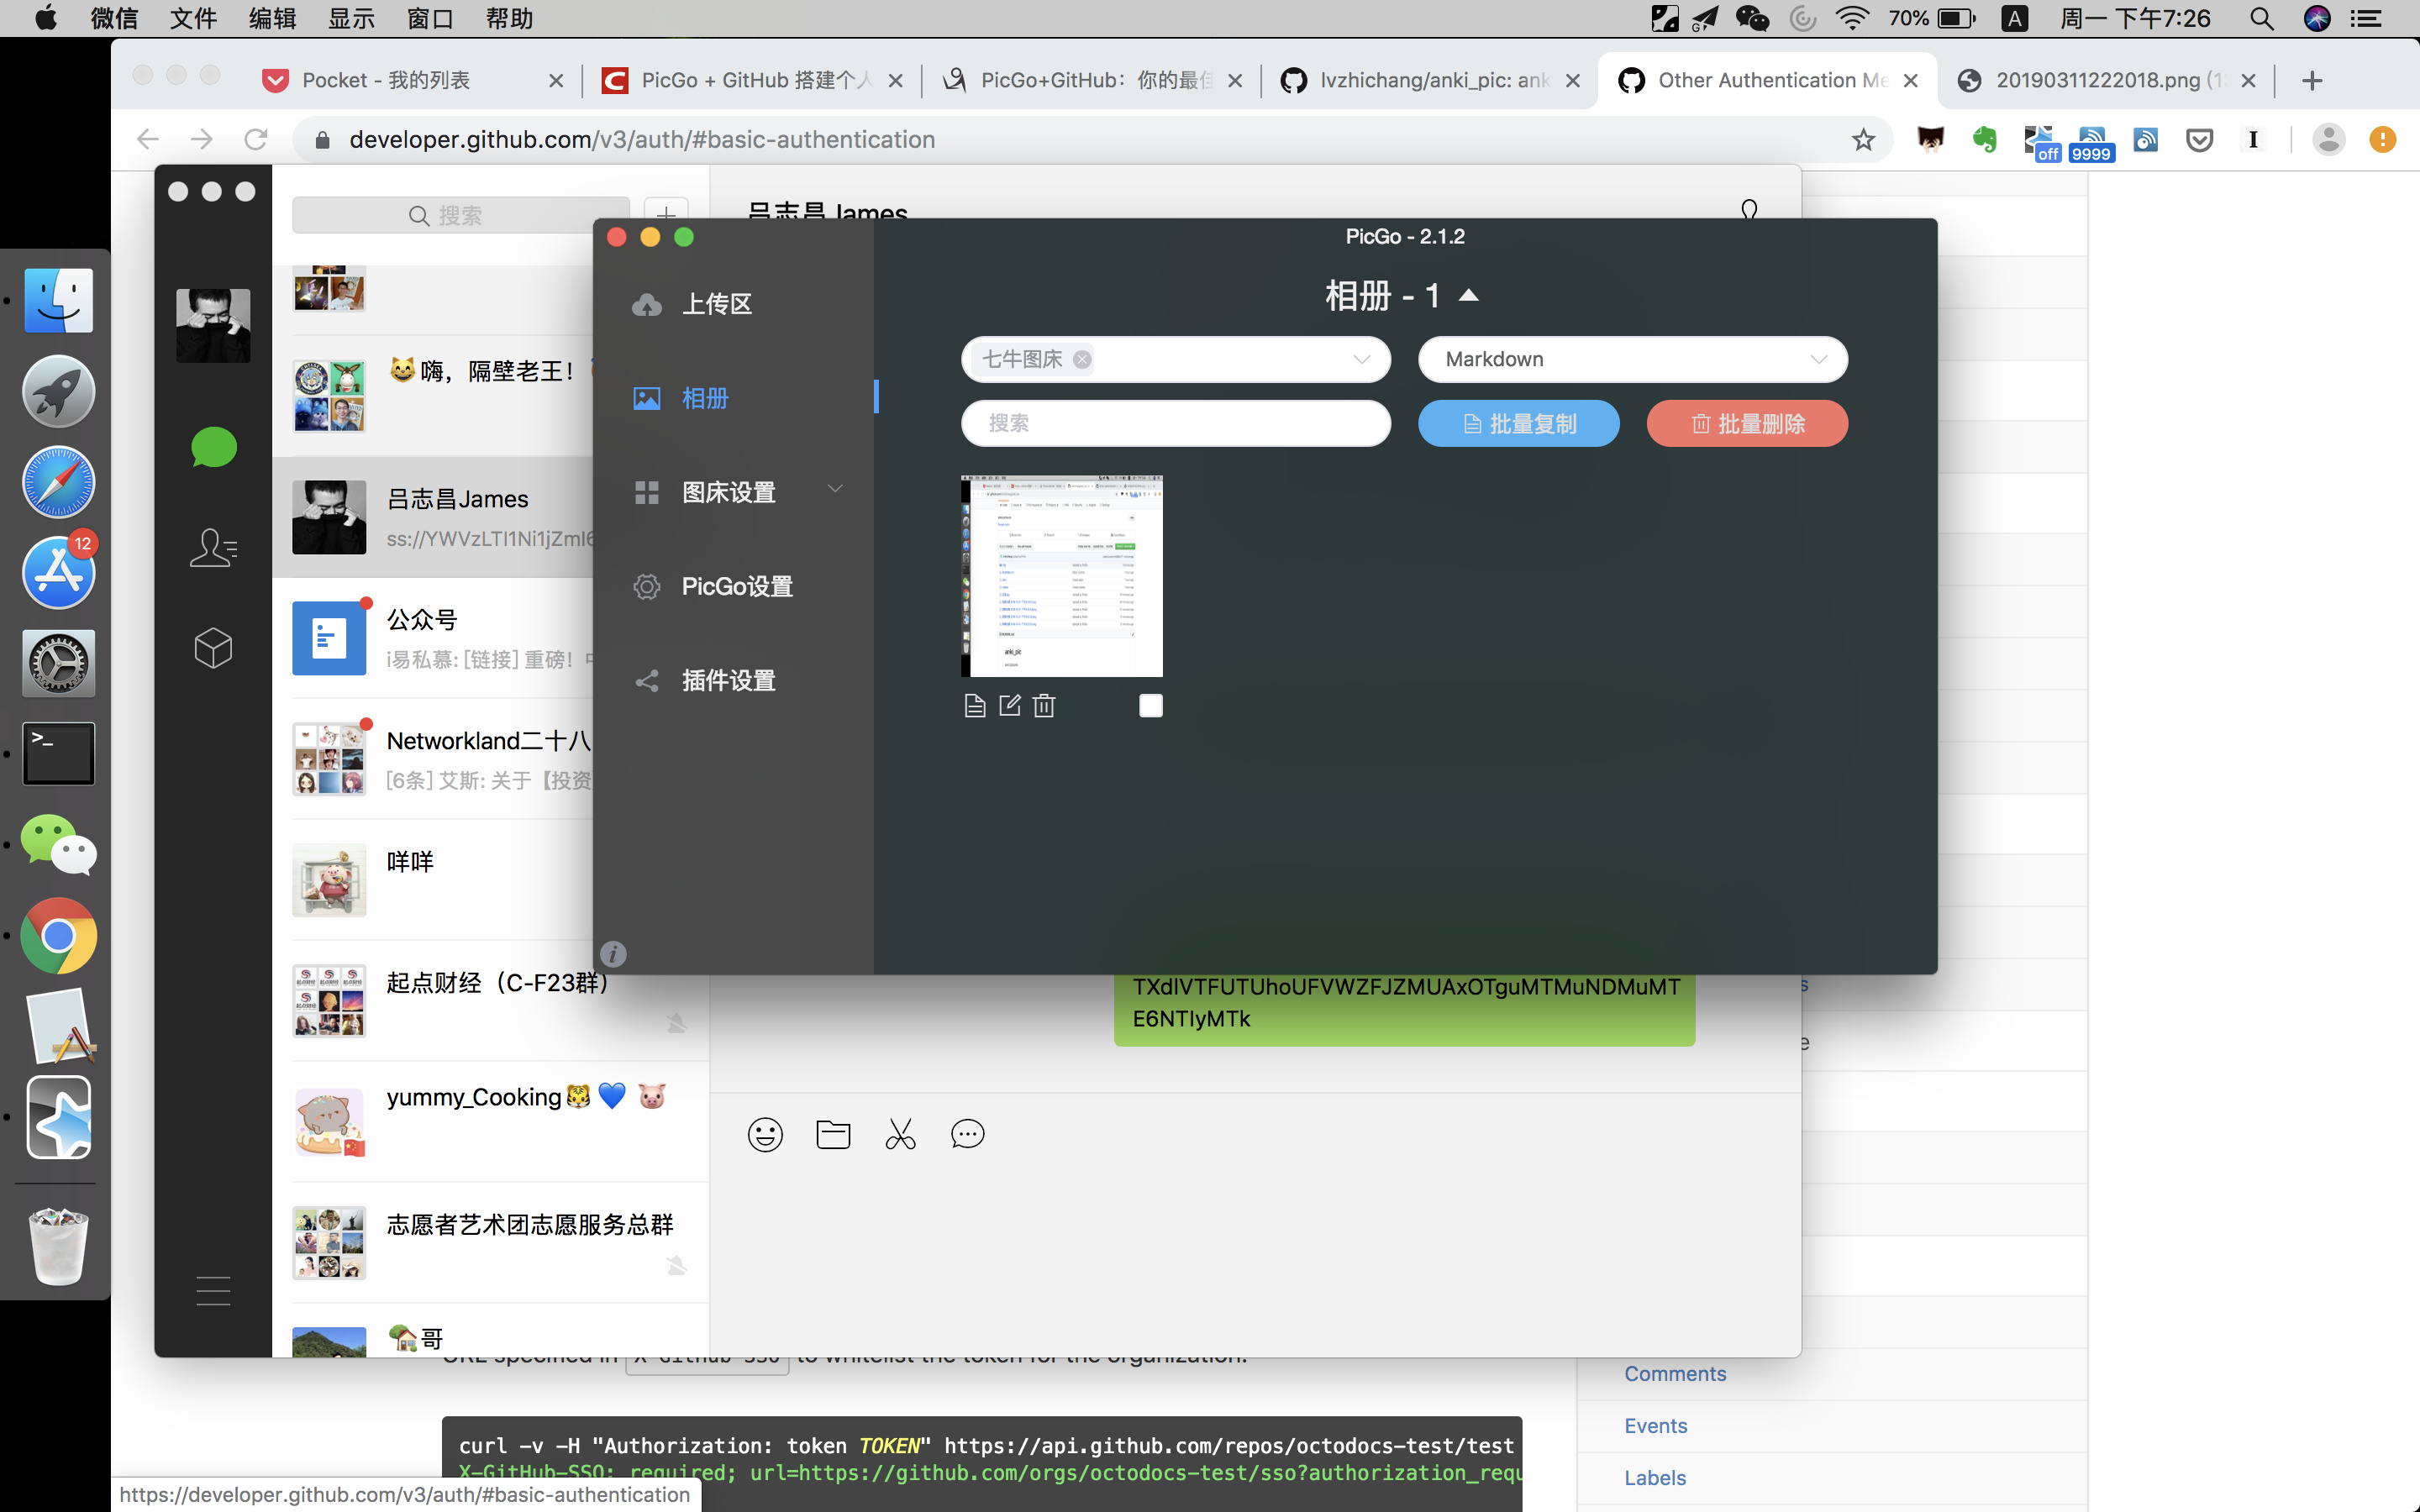 微信 文件 编辑 显示 窗口 帮助 70% A 周一 下午7:26
Pocket - 我的列表
PicGo + GitHub 搭建个人
PicGo+GitHub：你的最佳
lvzhichang/anki_pic: anki
Other Authentication Me
20190311222018.png (1
developer.github.com/v3/auth/#basic-authentication
off
9999
搜索
吕志昌James
嗨，隔壁老王！
吕志昌James
ss://YWVzLTI1Ni1jZmI6
公众号
i易私慕: [链接] 重磅！
Networkland二十八
[6条] 艾斯: 关于【投资
咩咩
起点财经（C-F23群）
yummy_Cooking
志愿者艺术团志愿服务总群
哥
12
PicGo - 2.1.2
上传区
相册
图床设置
PicGo设置
插件设置
相册 - 1
七牛图床
Markdown
搜索
批量复制
批量删除
anki_pic
TXdlVTFUTUhoUFVWZFJZMUAxOTguMTMuNDMuMT
E6NTIyMTk
URL specified in X-GitHub-SSO to whitelist the token for the organization.
curl -v -H "Authorization: token TOKEN" https://api.github.com/repos/octodocs-test/test
X-GitHub-SSO: required; url=https://github.com/orgs/octodocs-test/sso?authorization_requ
Comments
Events
Labels
https://developer.github.com/v3/auth/#basic-authentication